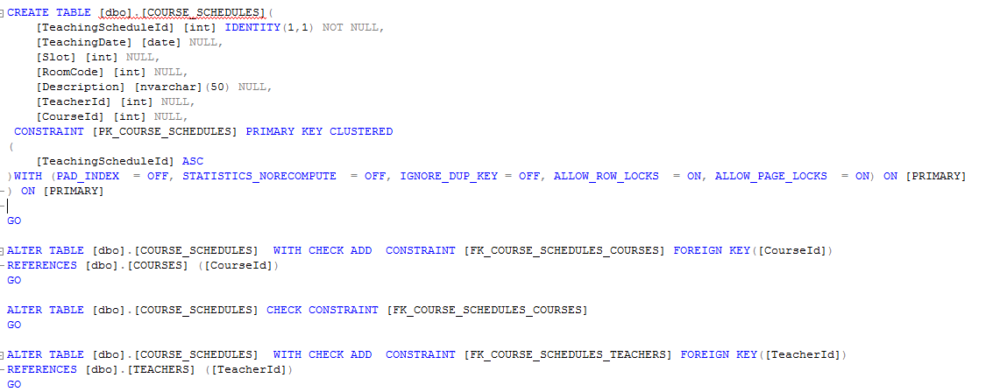 CREATE TABLE [dbo].[COURSE_SCHEDULES](
[TeachingScheduleId] [int] IDENTITY(1,1) NOT NULL,
[TeachingDate] [date] NULL,
[Slot] [int] NULL,
[RoomCode] [int] NULL,
[Description] [nvarchar](50) NULL,
[TeacherId] [int] NULL,
[CourseId] [int] NULL,
CONSTRAINT [PK_COURSE_SCHEDULES] PRIMARY KEY CLUSTERED
(
[TeachingScheduleId] ASC
)WITH (PAD_INDEX  = OFF, STATISTICS_NORECOMPUTE  = OFF, IGNORE_DUP_KEY = OFF, ALLOW_ROW_LOCKS  = ON, ALLOW_PAGE_LOCKS  = ON) ON [PRIMARY]
) ON [PRIMARY]
GO
ALTER TABLE [dbo].[COURSE_SCHEDULES]  WITH CHECK ADD  CONSTRAINT [FK_COURSE_SCHEDULES_COURSES] FOREIGN KEY([CourseId])
REFERENCES [dbo].[COURSES] ([CourseId])
GO
ALTER TABLE [dbo].[COURSE_SCHEDULES] CHECK CONSTRAINT [FK_COURSE_SCHEDULES_COURSES]
GO
ALTER TABLE [dbo].[COURSE_SCHEDULES]  WITH CHECK ADD  CONSTRAINT [FK_COURSE_SCHEDULES_TEACHERS] FOREIGN KEY([TeacherId])
REFERENCES [dbo].[TEACHERS] ([TeacherId])
GO